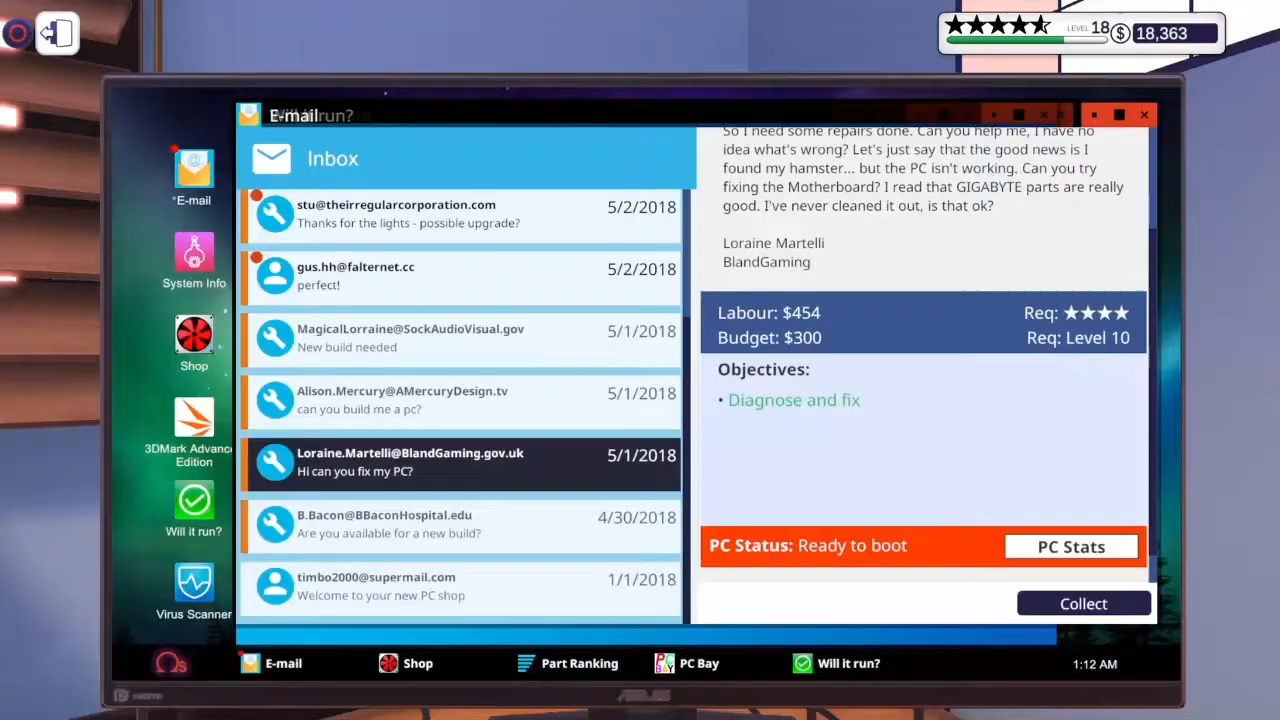 LEVEL 18
$ 18,363
E-mail run?
Inbox
stu@theirregularcorporation.com 5/2/2018
Thanks for the lights - possible upgrade?
gus.hh@falternet.cc 5/2/2018
perfect!
MagicalLorraine@SockAudioVisual.gov 5/1/2018
New build needed
Alison.Mercury@AMercuryDesign.tv 5/1/2018
can you build me a pc?
Loraine.Martelli@BlandGaming.gov.uk 5/1/2018
Hi can you fix my PC?
B.Bacon@BBaconHospital.edu 4/30/2018
Are you available for a new build?
timbo2000@supermail.com 1/1/2018
Welcome to your new PC shop
So I need some repairs done. Can you help me, I have no
idea what's wrong? Let's just say that the good news is I
found my hamster... but the PC isn't working. Can you try
fixing the Motherboard? I read that GIGABYTE parts are really
good. I've never cleaned it out, is that ok?
Loraine Martelli
BlandGaming
Labour: $454 Req: ★★★★
Budget: $300 Req: Level 10
Objectives:
• Diagnose and fix
PC Status: Ready to boot
PC Stats
Collect
E-mail
System Info
Shop
3DMark Advance
Edition
Will it run?
Virus Scanner
E-mail
Shop
Part Ranking
PC BAY
PC Bay
Will it run?
1:12 AM
HDMI
ASUS